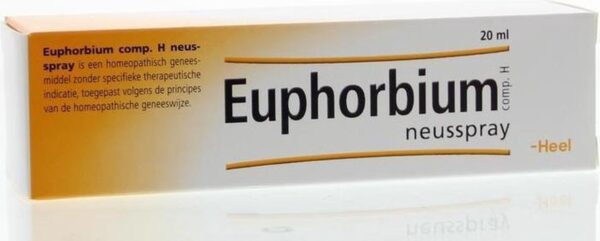 Euphorbium comp. H neus-
spray is een homeopathisch genees-
middel zonder specifieke therapeutische
indicatie, toegepast volgens de principes
van de homeopathische geneeswijze.
20 ml
Euphorbium comp. H
neusspray
-Heel